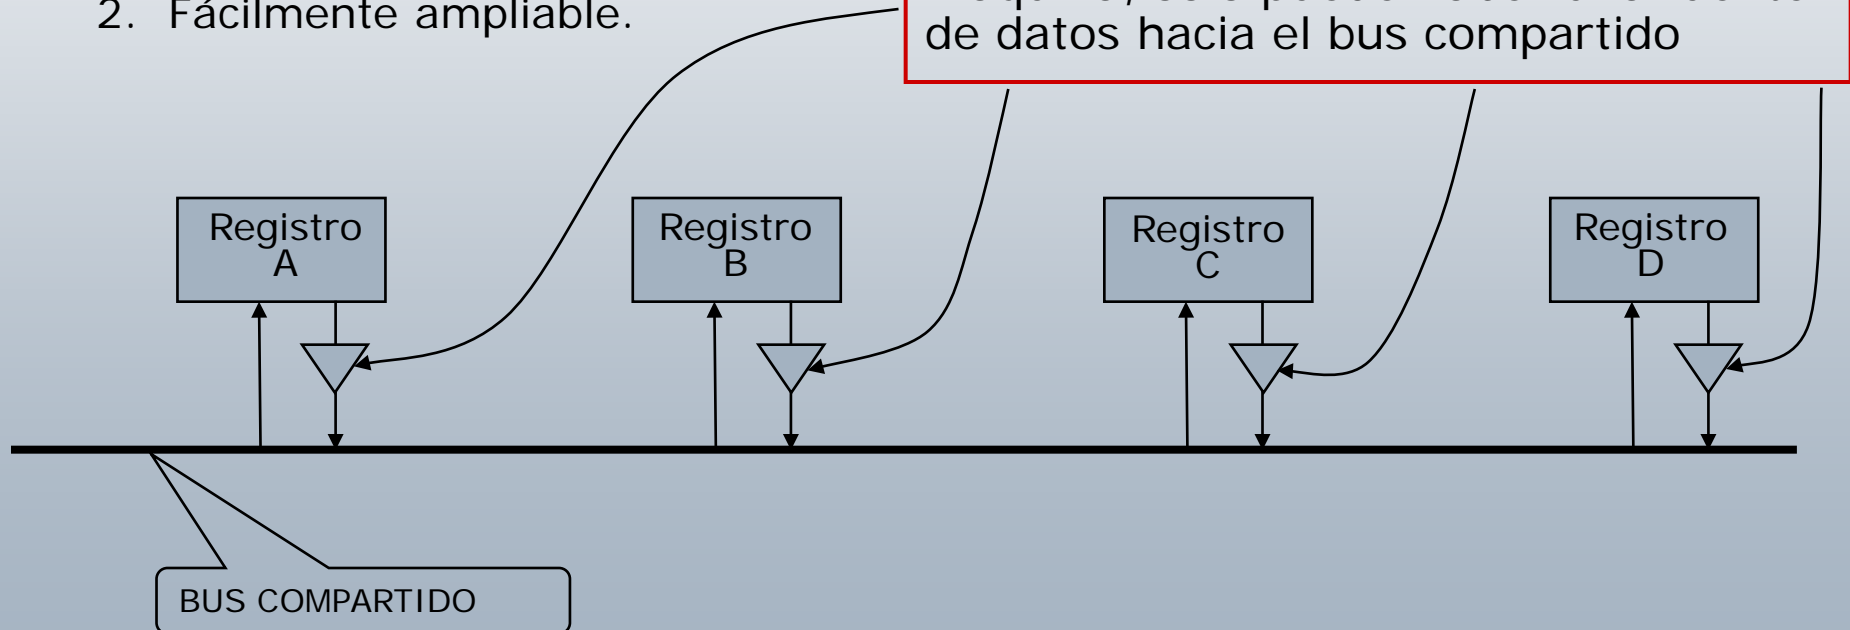 2. Fácilmente ampliable.
de datos hacia el bus compartido
Registro
A
Registro
B
Registro
C
Registro
D
BUS COMPARTIDO